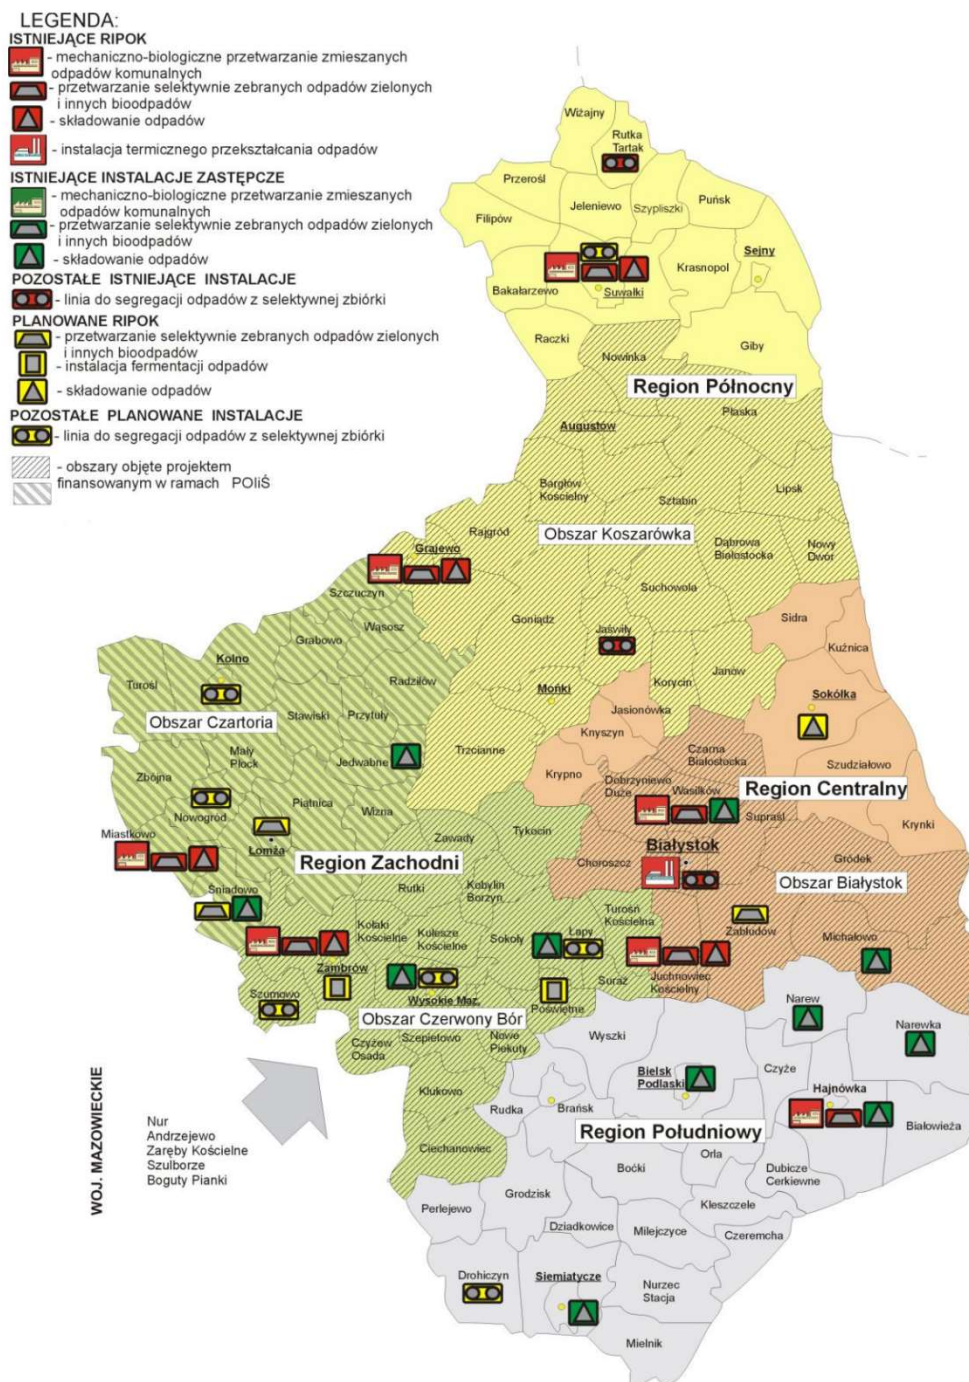 LEGENDA:
ISTNIEJĄCE RIPOK
- mechaniczno-biologiczne przetwarzanie zmieszanych
odpadów komunalnych
- przetwarzanie selektywnie zebranych odpadów zielonych
i innych bioodpadów
- składowanie odpadów
- instalacja termicznego przekształcania odpadów
ISTNIEJĄCE INSTALACJE ZASTĘPCZE
- mechaniczno-biologiczne przetwarzanie zmieszanych
odpadów komunalnych
- przetwarzanie selektywnie zebranych odpadów zielonych
i innych bioodpadów
- składowanie odpadów
POZOSTAŁE ISTNIEJĄCE INSTALACJE
- linia do segregacji odpadów z selektywnej zbiórki
PLANOWANE RIPOK
- przetwarzanie selektywnie zebranych odpadów zielonych
i innych bioodpadów
- instalacja fermentacji odpadów
- składowanie odpadów
POZOSTAŁE PLANOWANE INSTALACJE
- linia do segregacji odpadów z selektywnej zbiórki
- obszary objęte projektem
finansowanym w ramach POIiŚ
Wiżajny
Rutka
Tartak
Przerośl
Jeleniewo
Szypliszki
Puńsk
Filipów
Sejny
Krasnopol
Bakałarzewo
Suwałki
Raczki
Giby
Nowinka
Region Północny
Płaska
Augustów
Bargłów
Kościelny
Sztabin
Lipsk
Rajgród
Obszar Koszarówka
Dąbrowa
Białostocka
Nowy
Dwór
Grajewo
Szczuczyn
Suchowola
Wąsosz
Goniądz
Sidra
Grabowo
Jaświły
Kuźnica
Kolno
Radziłów
Janów
Turośl
Korycin
Mońki
Sokółka
Obszar Czartoria
Stawiski
Przytuły
Jasionówka
Knyszyn
Mały
Płock
Jedwabne
Trzcianne
Czarna
Białostocka
Szudziałowo
Zbójna
Krypno
Dobrzyniewo
Duże
Wasilków
Region Centralny
Piątnica
Wizna
Nowogród
Supraśl
Krynki
Miastkowo
Zawady
Tykocin
Łomża
Region Zachodni
Białystok
Choroszcz
Gródek
Śniadowo
Rutki
Kobylin
Borzyn
Obszar Białystok
Turośń
Kościelna
Kołaki
Kościelne
Kulesze
Kościelne
Sokoły
Łapy
Zabłudów
Michałowo
Zambrów
Suraż
Juchnowiec
Kościelny
Szumowo
Wysokie Maz.
Poświętne
Narew
Obszar Czerwony Bór
Wyszki
Narewka
Czyżew
Osada
Szepietowo
Nowe
Piekuty
Czyże
Bielsk
Podlaski
Hajnówka
Klukowo
Rudka
Brańsk
Białowieża
Region Południowy
Ciechanowiec
Orla
Boćki
Dubicze
Cerkiewne
Grodzisk
Kleszczele
Perlejewo
Dziadkowice
Milejczyce
Czeremcha
Drohiczyn
Siemiatycze
Nurzec
Stacja
Mielnik
WOJ. MAZOWIECKIE
Nur
Andrzejewo
Zaręby Kościelne
Szulborze
Boguty Pianki